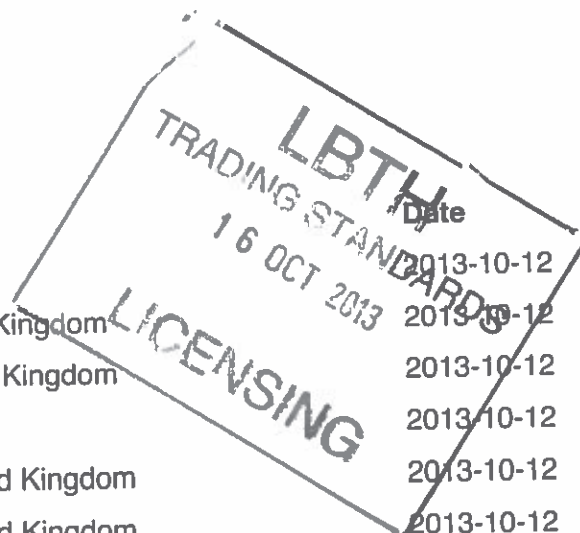 LBTH
TRADING STANDARDS
16 OCT 2013
LICENSING
Date
2013-10-12
Kingdom 2013-10-12
Kingdom 2013-10-12
2013-10-12
d Kingdom 2013-10-12
d Kingdom 2013-10-12